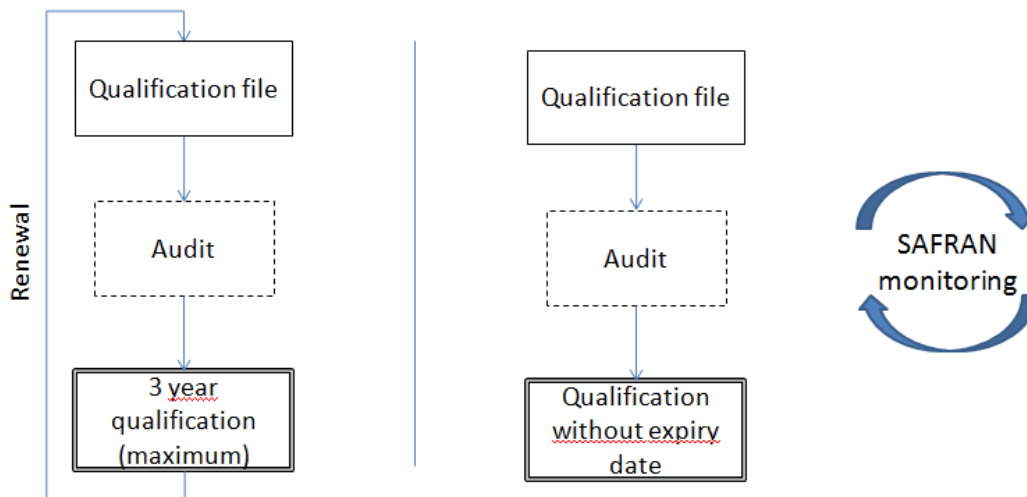 Renewal
Qualification file
Audit
3 year
qualification
(maximum)
Qualification file
Audit
Qualification
without expiry
date
SAFRAN
monitoring